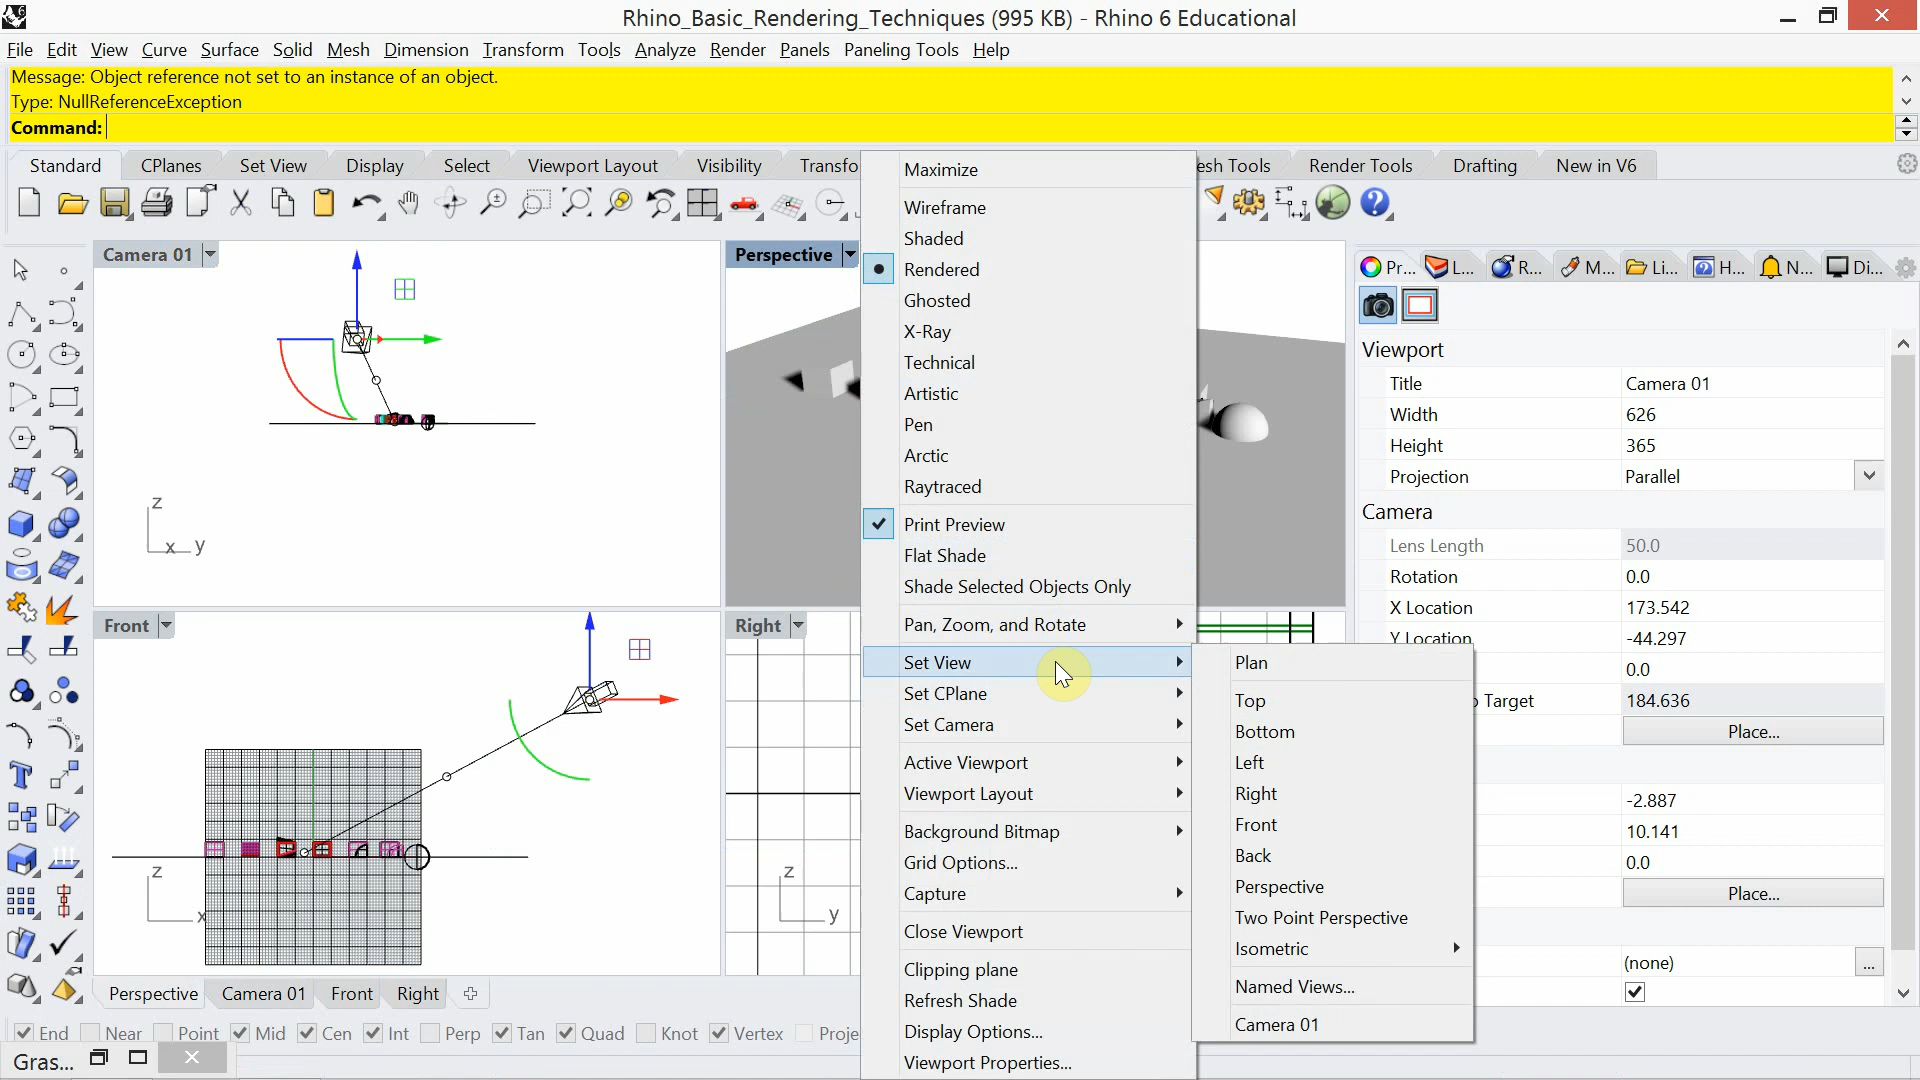 Rhino_Basic_Rendering_Techniques (995 KB) - Rhino 6 Educational
File Edit View Curve Surface Solid Mesh Dimension Transform Tools Analyze Render Panels Paneling Tools Help
Message: Object reference not set to an instance of an object.
Type: NullReferenceException
Command:
Standard CPlanes Set View Display Select Viewport Layout Visibility Transfo esh Tools Render Tools Drafting New in V6
Camera 01
Perspective
Front
Right
z
x y
z
x
z
y
Maximize
Wireframe
Shaded
Rendered
Ghosted
X-Ray
Technical
Artistic
Pen
Arctic
Raytraced
Print Preview
Flat Shade
Shade Selected Objects Only
Pan, Zoom, and Rotate
Set View
Set CPlane
Set Camera
Active Viewport
Viewport Layout
Background Bitmap
Grid Options...
Capture
Close Viewport
Clipping plane
Refresh Shade
Display Options...
Viewport Properties...
Plan
Top
Bottom
Left
Right
Front
Back
Perspective
Two Point Perspective
Isometric
Named Views...
Camera 01
Pr... L... R... M... Li... H... N... Di...
Viewport
Title Camera 01
Width 626
Height 365
Projection Parallel
Camera
Lens Length 50.0
Rotation 0.0
X Location 173.542
Y Location -44.297
0.0
Target 184.636
Place...
-2.887
10.141
0.0
Place...
(none) ...
Perspective Camera 01 Front Right
End Near Point Mid Cen Int Perp Tan Quad Knot Vertex Proje
Gras...